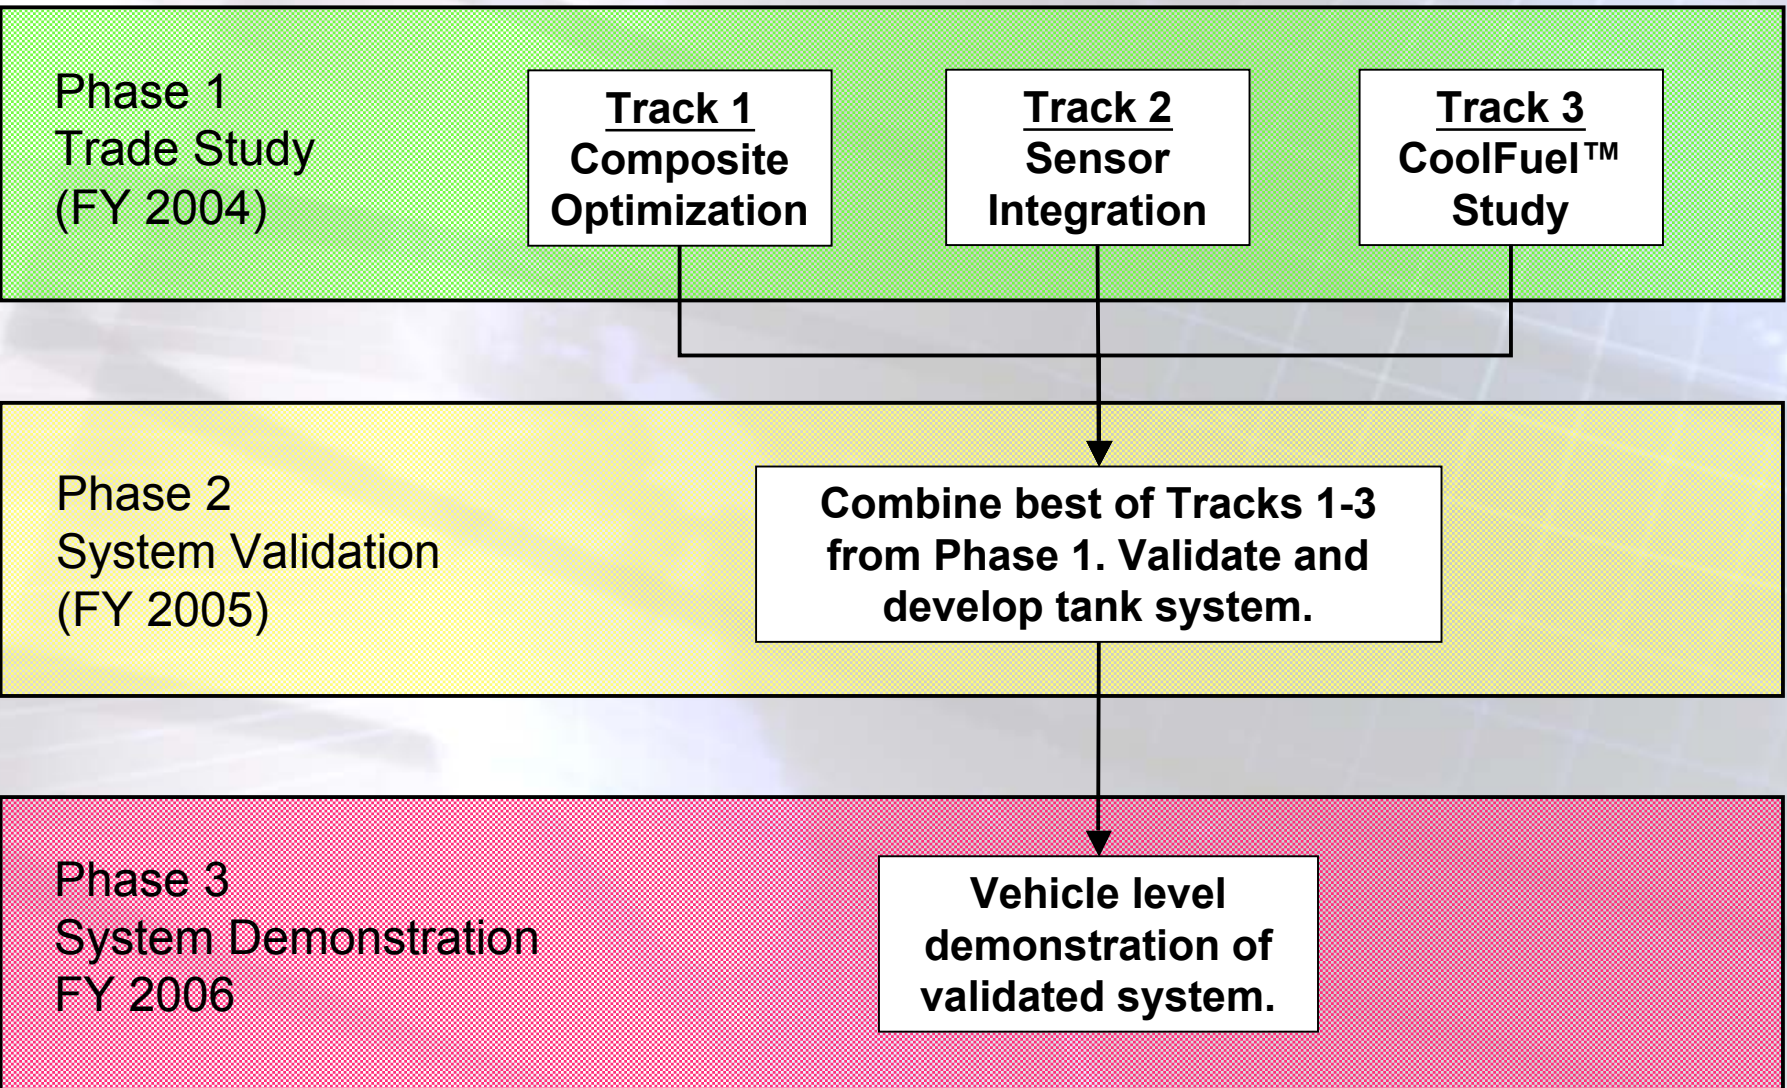 Phase 1
Trade Study
(FY 2004)
Track 1
Composite
Optimization
Track 2
Sensor
Integration
Track 3
CoolFuel™
Study
Phase 2
System Validation
(FY 2005)
Combine best of Tracks 1-3
from Phase 1. Validate and
develop tank system.
Phase 3
System Demonstration
FY 2006
Vehicle level
demonstration of
validated system.